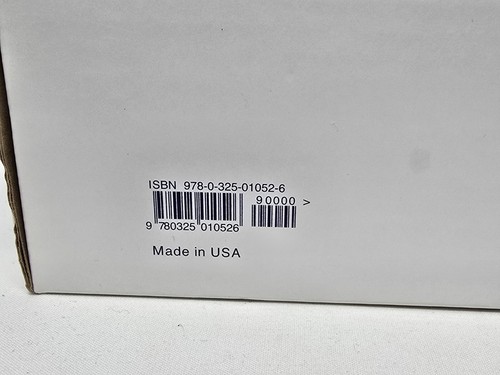 ISBN 978-0-325-01052-6
90000 >
9 780325 010526
Made in USA